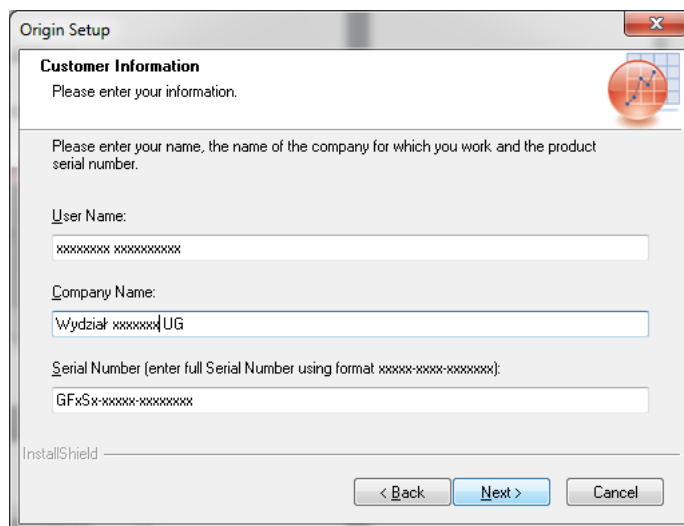 Origin Setup
Customer Information
Please enter your information.
Please enter your name, the name of the company for which you work and the product
serial number.
User Name:
xxxxxxxx xxxxxxxxxx
Company Name:
Wydział xxxxxxx UG
Serial Number (enter full Serial Number using format xxxxx-xxxx-xxxxxxx):
GFxSx-xxxxx-xxxxxxxx
InstallShield
< Back
Next >
Cancel